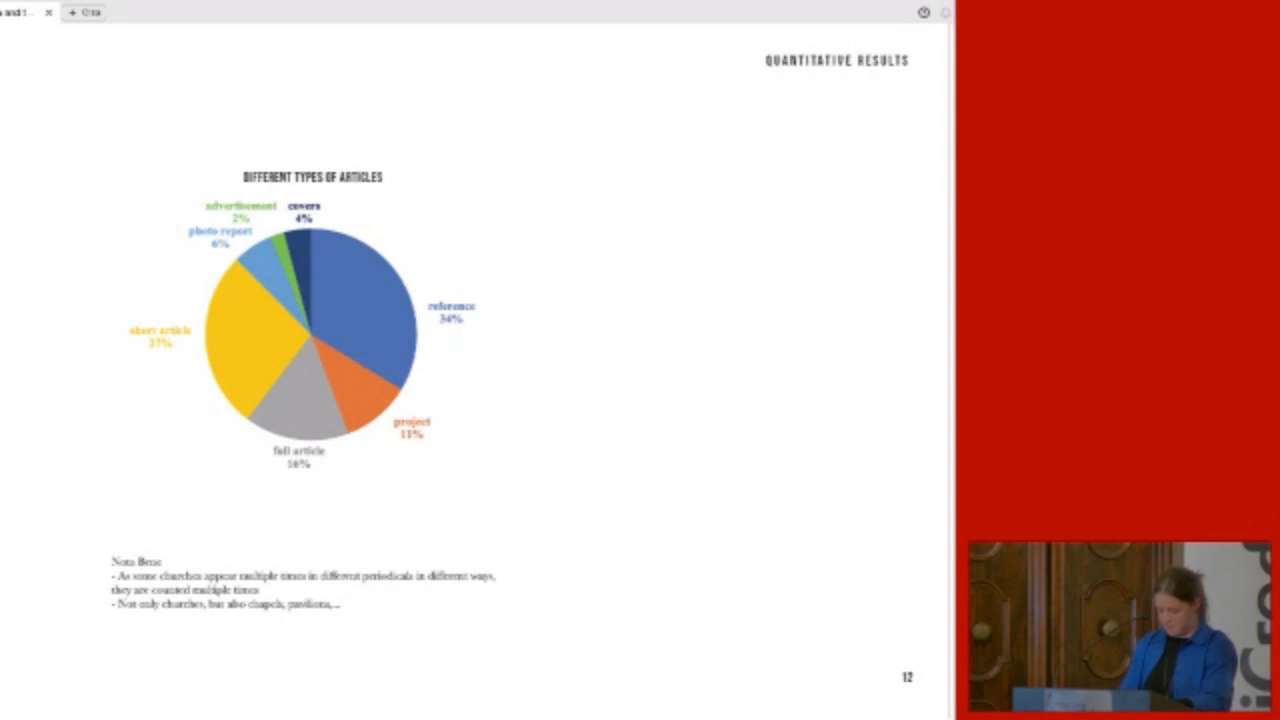 and t...
QUANTITATIVE RESULTS
DIFFERENT TYPES OF ARTICLES
advertisement
2%
covers
4%
photo report
6%
reference
34%
short article
27%
project
11%
full article
16%
Nota Bene
- As some churches appear multiple times in different periodicals in different ways,
they are counted multiple times
- Not only churches, but also chapels, pavilions,...
12